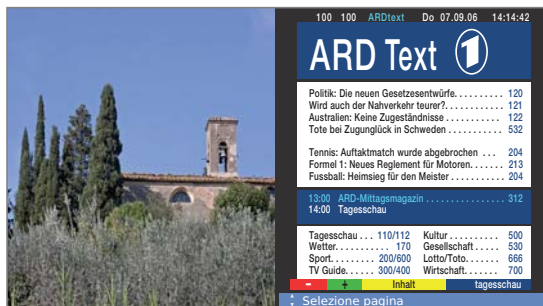 100 100 ARDtext Do 07.09.06 14:14:42
ARD Text 1
Politik: Die neuen Gesetzesentwürfe.......... 120
Wird auch der Nahverkehr teurer?............ 121
Australien: Keine Zugeständnisse ............ 122
Tote bei Zugunglück in Schweden ........... 532
Tennis: Auftaktmatch wurde abgebrochen ... 204
Formel 1: Neues Reglement für Motoren....... 213
Fussball: Heimsieg für den Meister ........... 204
13:00 ARD-Mittagsmagazin ................ 312
14:00 Tagesschau
Tagesschau ... 110/112 Kultur ........... 500
Wetter.......... 170 Gesellschaft ..... 530
Sport........ 200/600 Lotto/Toto....... 666
TV Guide...... 300/400 Wirtschaft....... 700
- + Inhalt tagesschau
Selezione pagina